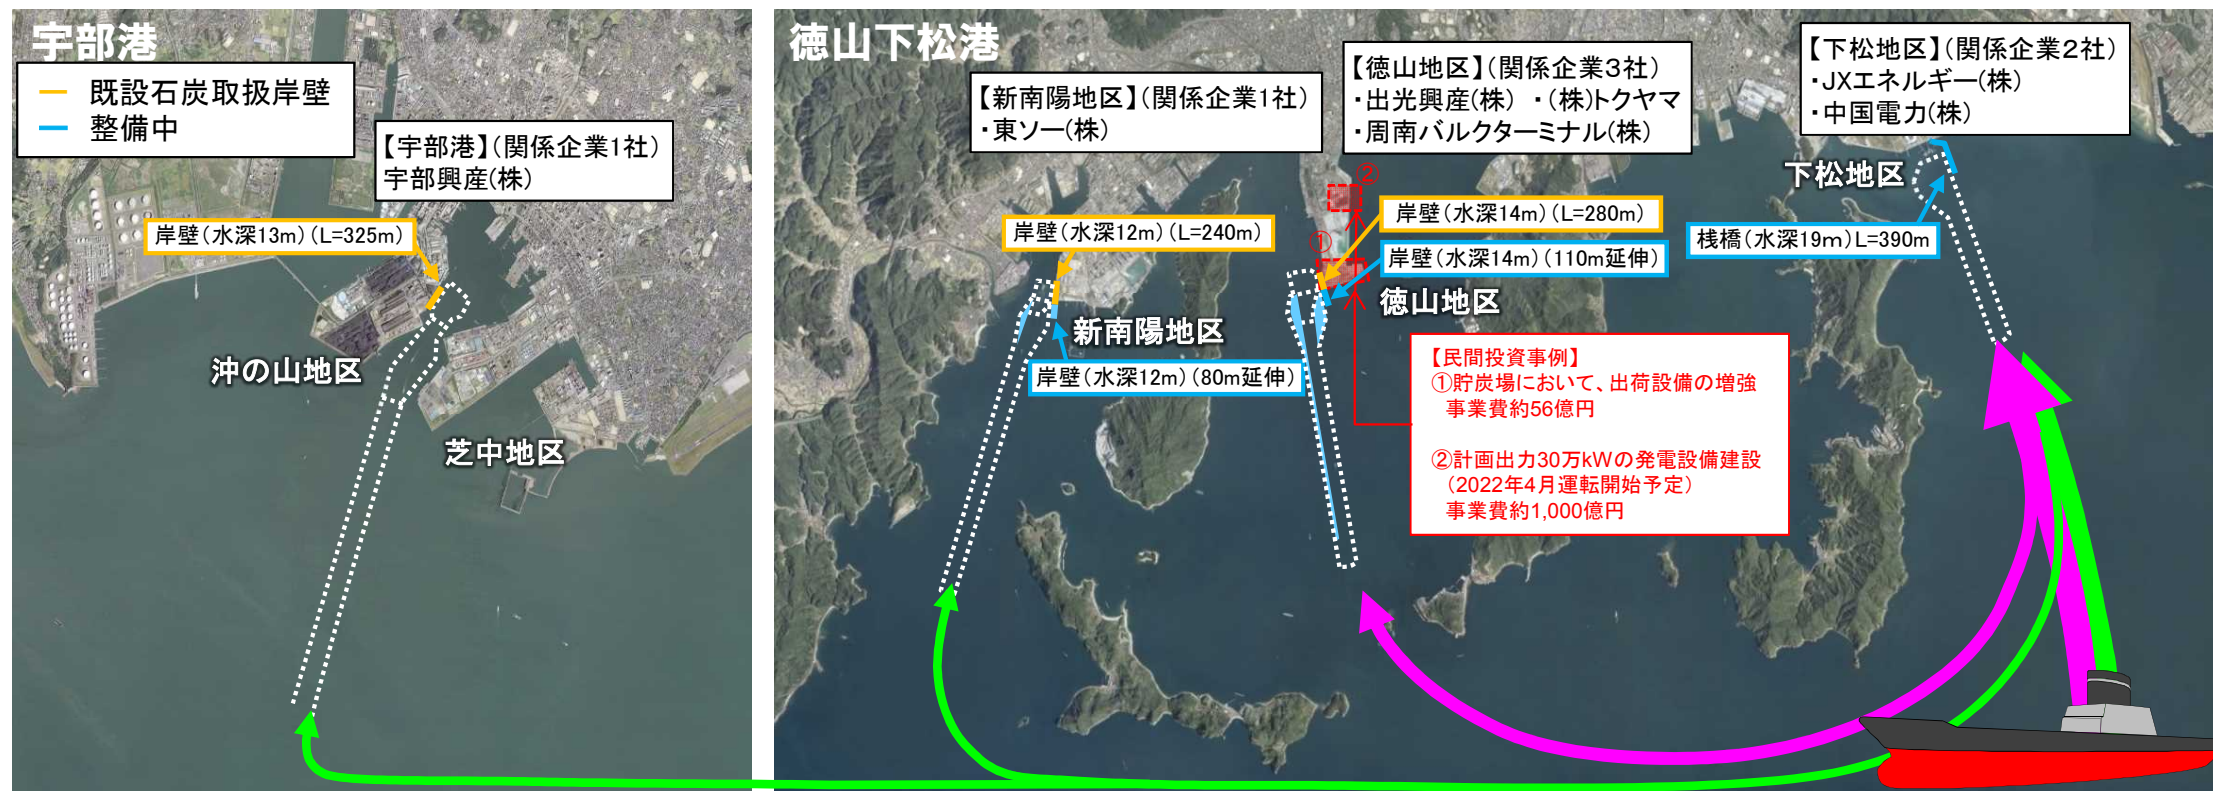 宇部港
既設石炭取扱岸壁
整備中
【宇部港】(関係企業1社)
宇部興産(株)
岸壁(水深13m)(L=325m)
沖の山地区
芝中地区
徳山下松港
【新南陽地区】(関係企業1社)
・東ソー(株)
【徳山地区】(関係企業3社)
・出光興産(株) ・(株)トクヤマ
・周南バルクターミナル(株)
【下松地区】(関係企業2社)
・JXエネルギー(株)
・中国電力(株)
下松地区
②
岸壁(水深14m)(L=280m)
岸壁(水深12m)(L=240m)
①
岸壁(水深14m)(110m延伸)
桟橋(水深19m)L=390m
徳山地区
新南陽地区
岸壁(水深12m)(80m延伸)
【民間投資事例】
①貯炭場において、出荷設備の増強
事業費約56億円
②計画出力30万kWの発電設備建設
(2022年4月運転開始予定)
事業費約1,000億円